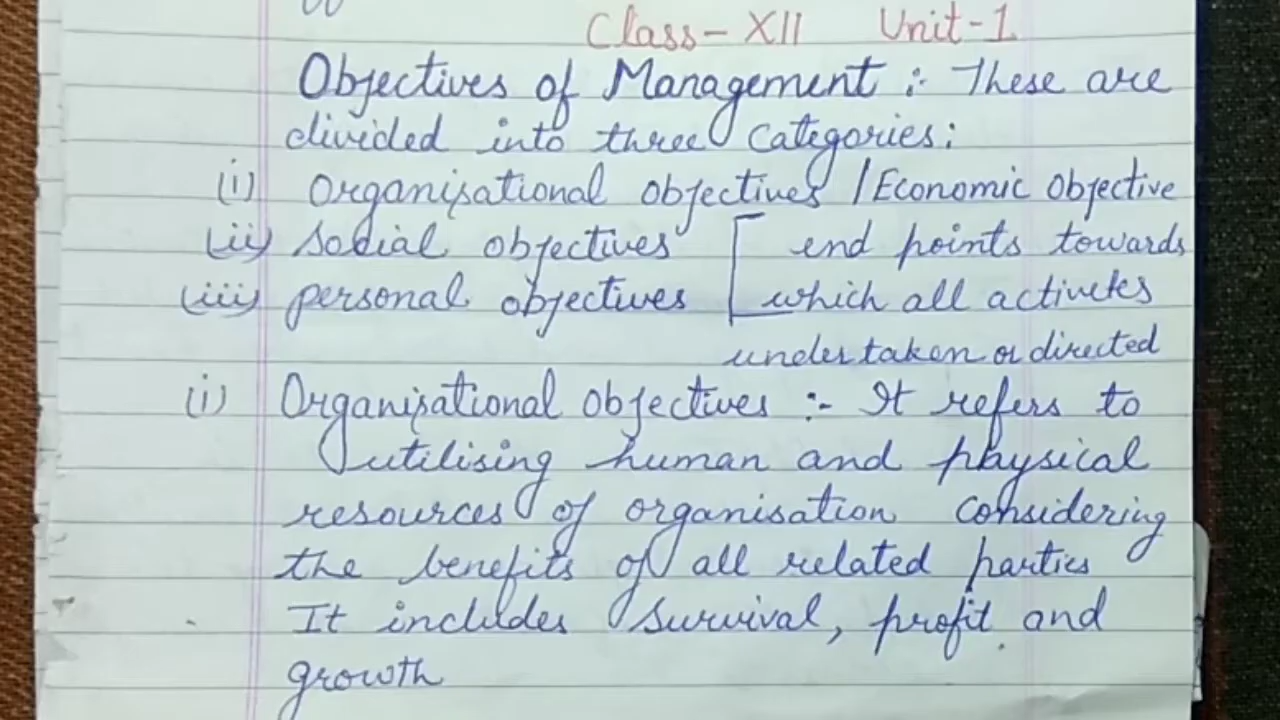 Class - XII Unit - 1
Objectives of Management :- These are
divided into three Categories:
(i) Organisational objectives / Economic Objective
(ii) Social objectives [ end points towards
(iii) personal objectives [ which all activctes
undertaken or directed
(i) Organisational objectives :- It refers to
utilising human and physical
resources of organisation considering
the benefits of all related parties
It includes survival, profit and
growth